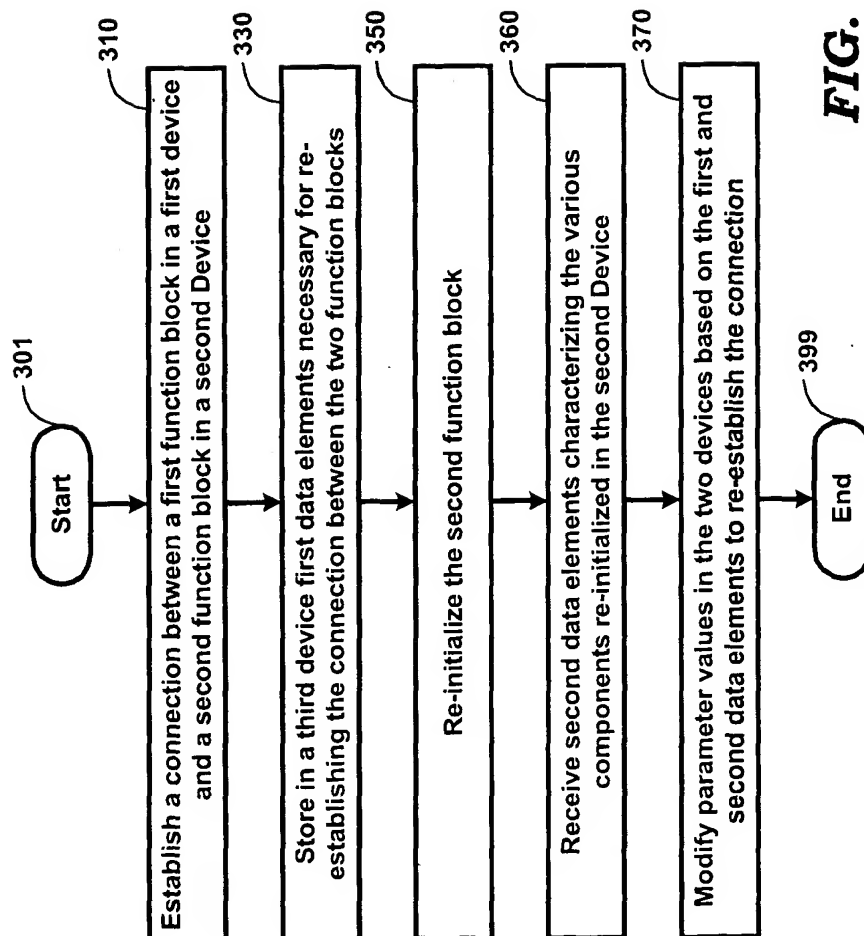 301
Start
310
Establish a connection between a first function block in a first device
and a second function block in a second Device
330
Store in a third device first data elements necessary for re-
establishing the connection between the two function blocks
350
Re-initialize the second function block
360
Receive second data elements characterizing the various
components re-initialized in the second Device
370
Modify parameter values in the two devices based on the first and
second data elements to re-establish the connection
399
End
FIG.